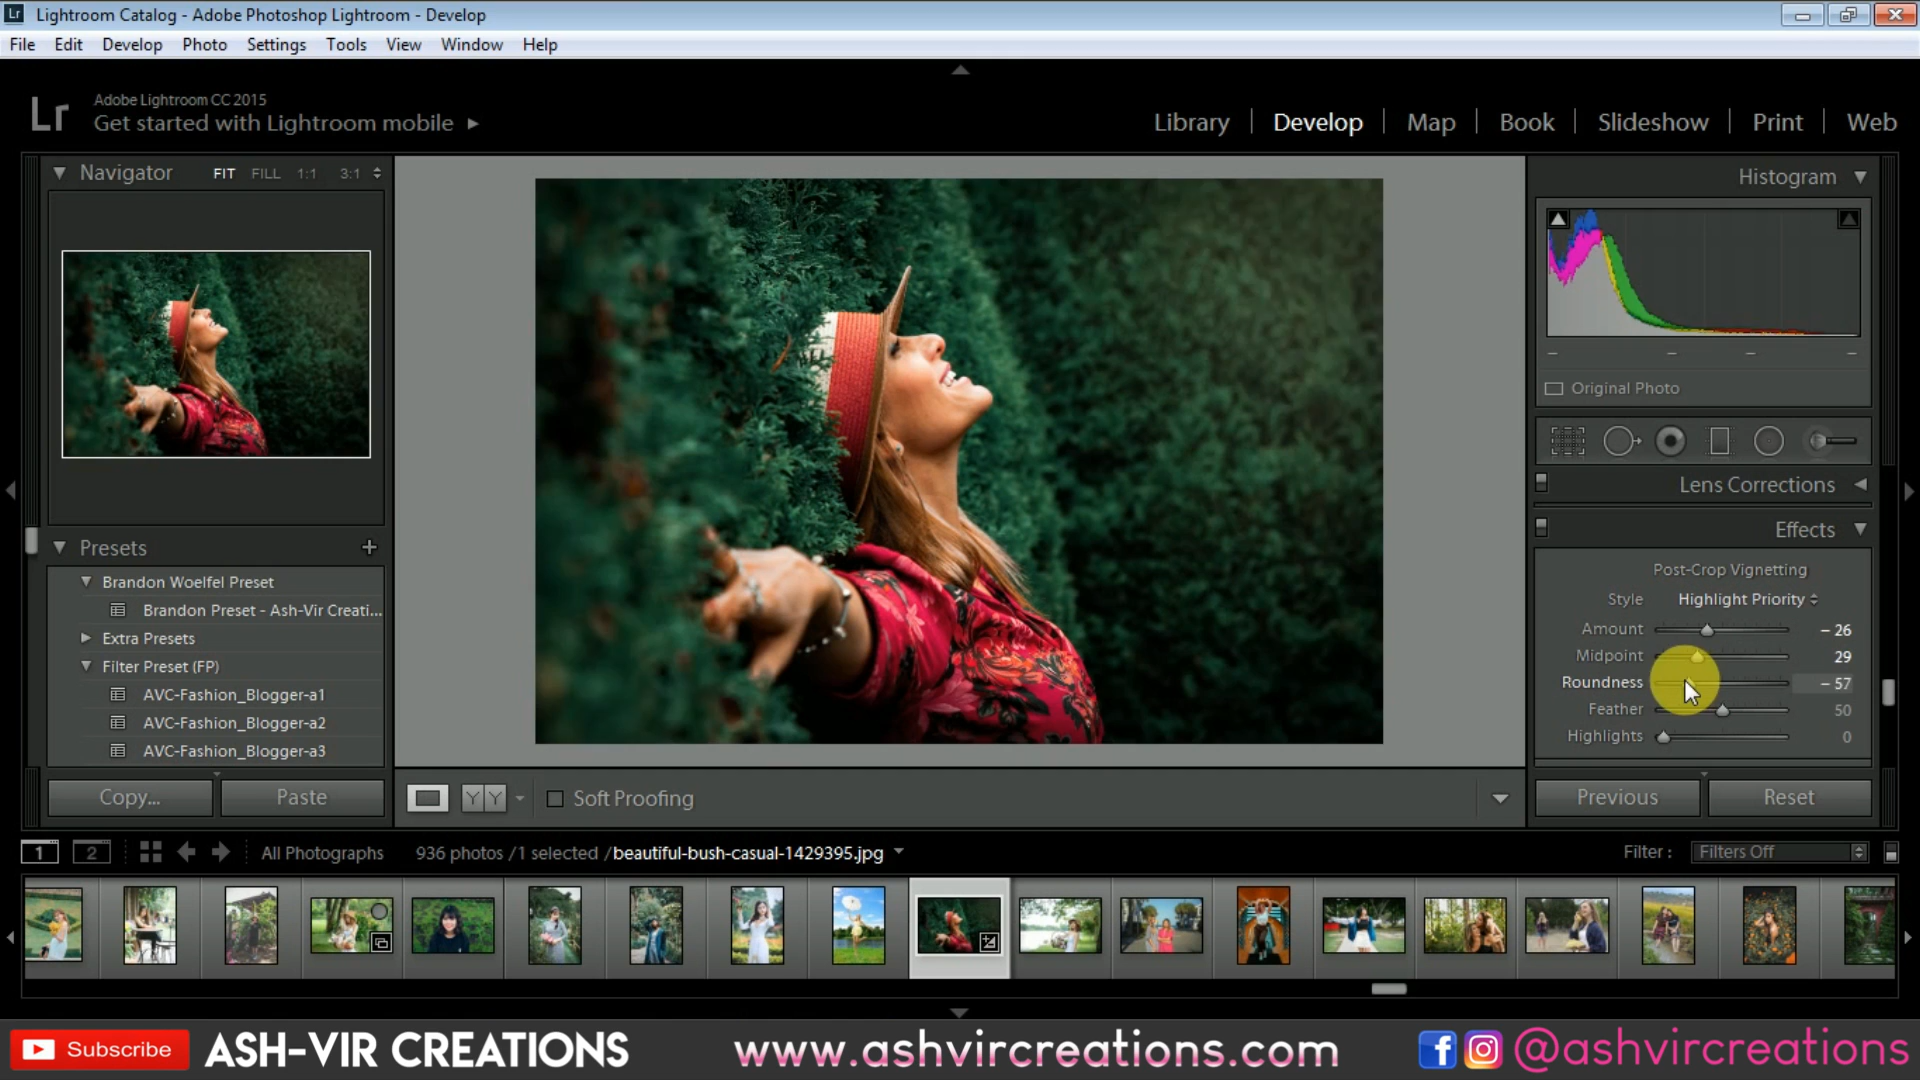 Lr Lightroom Catalog - Adobe Photoshop Lightroom - Develop
File Edit Develop Photo Settings Tools View Window Help
Lr
Adobe Lightroom CC 2015
Get started with Lightroom mobile
Library | Develop | Map | Book | Slideshow | Print | Web
Navigator FIT FILL 1:1 3:1
Presets +
Brandon Woelfel Preset
Brandon Preset - Ash-Vir Creati...
Extra Presets
Filter Preset (FP)
AVC-Fashion_Blogger-a1
AVC-Fashion_Blogger-a2
AVC-Fashion_Blogger-a3
Copy... Paste
Y Y Soft Proofing
Histogram
Original Photo
Lens Corrections
Effects
Post-Crop Vignetting
Style Highlight Priority
Amount – 26
Midpoint 29
Roundness – 57
Feather 50
Highlights 0
Previous Reset
1 2 All Photographs 936 photos /1 selected /beautiful-bush-casual-1429395.jpg Filter : Filters Off
Subscribe ASH-VIR CREATIONS www.ashvircreations.com f @ashvircreations